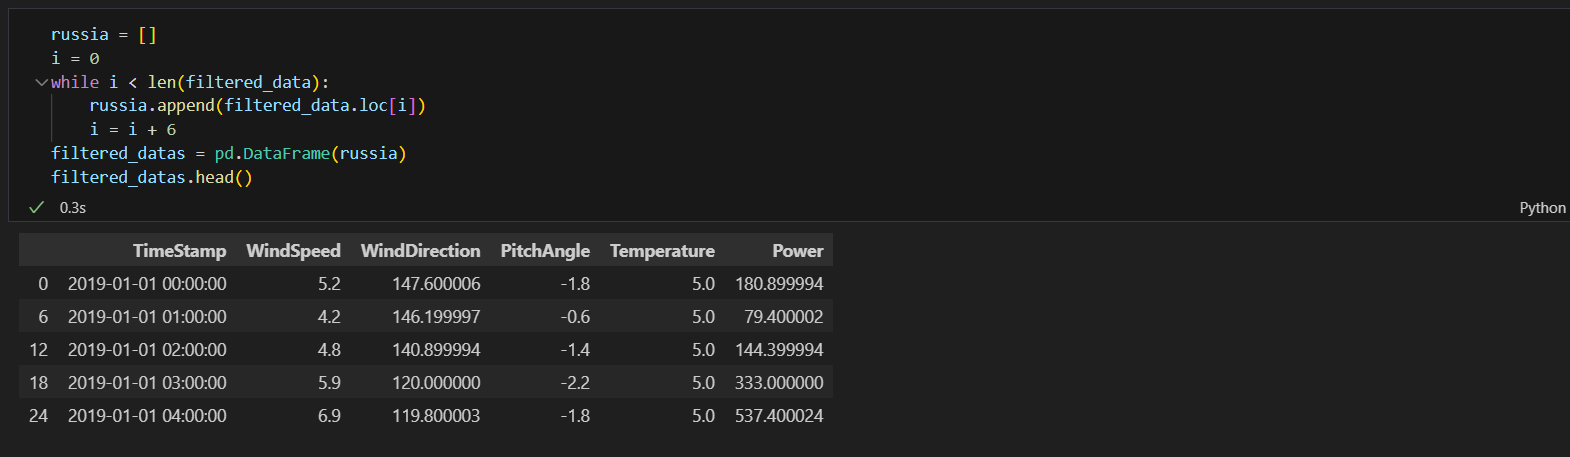 russia = []
i = 0
while i < len(filtered_data):
    russia.append(filtered_data.loc[i])
    i = i + 6
filtered_datas = pd.DataFrame(russia)
filtered_datas.head()
0.3s
Python
TimeStamp WindSpeed WindDirection PitchAngle Temperature Power
0 2019-01-01 00:00:00 5.2 147.600006 -1.8 5.0 180.899994
6 2019-01-01 01:00:00 4.2 146.199997 -0.6 5.0 79.400002
12 2019-01-01 02:00:00 4.8 140.899994 -1.4 5.0 144.399994
18 2019-01-01 03:00:00 5.9 120.000000 -2.2 5.0 333.000000
24 2019-01-01 04:00:00 6.9 119.800003 -1.8 5.0 537.400024